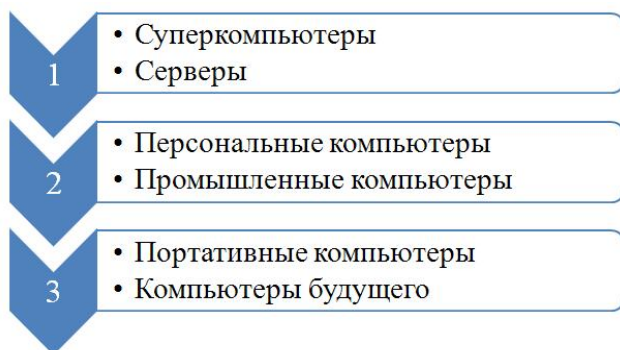 1
• Суперкомпьютеры
• Серверы
2
• Персональные компьютеры
• Промышленные компьютеры
3
• Портативные компьютеры
• Компьютеры будущего